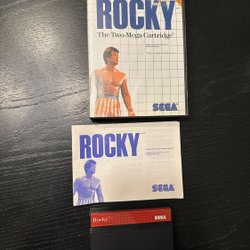 ROCKY
The Two-Mega Cartridge
SEGA
ROCKY
SEGA
Rocky
SEGA